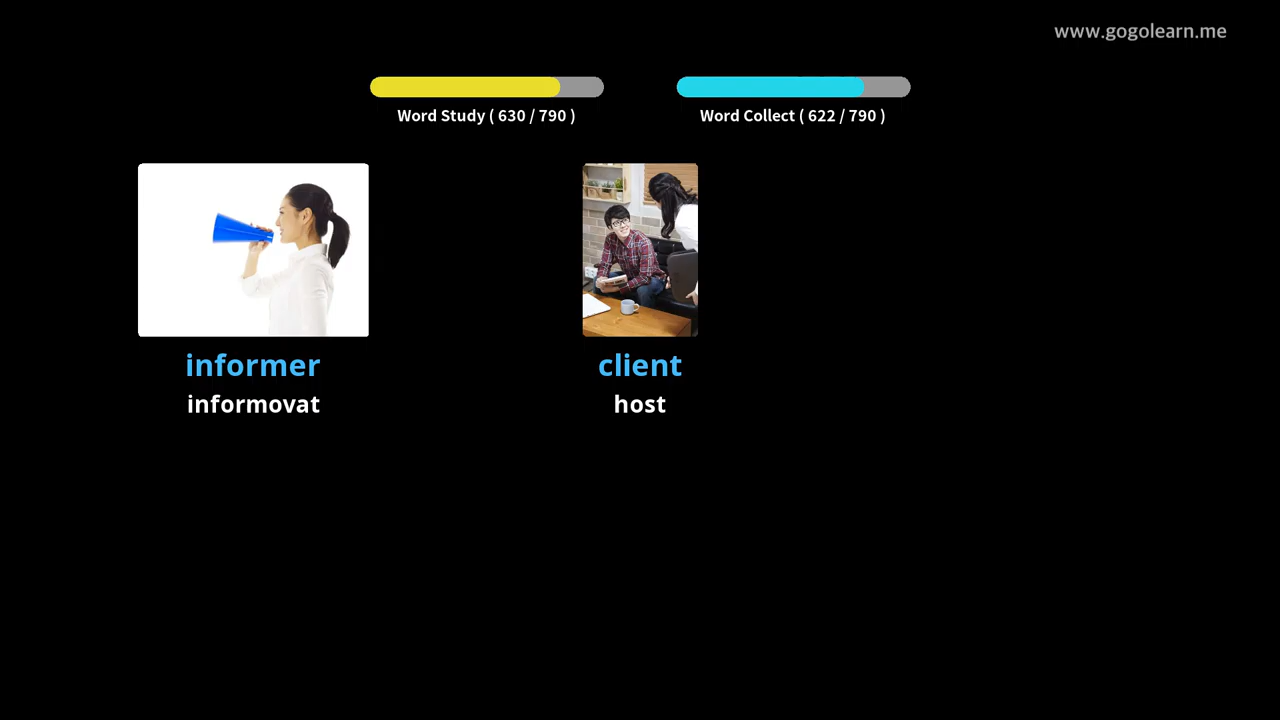 www.gogolearn.me
Word Study ( 630 / 790 )
Word Collect ( 622 / 790 )
informer
informovat
client
host